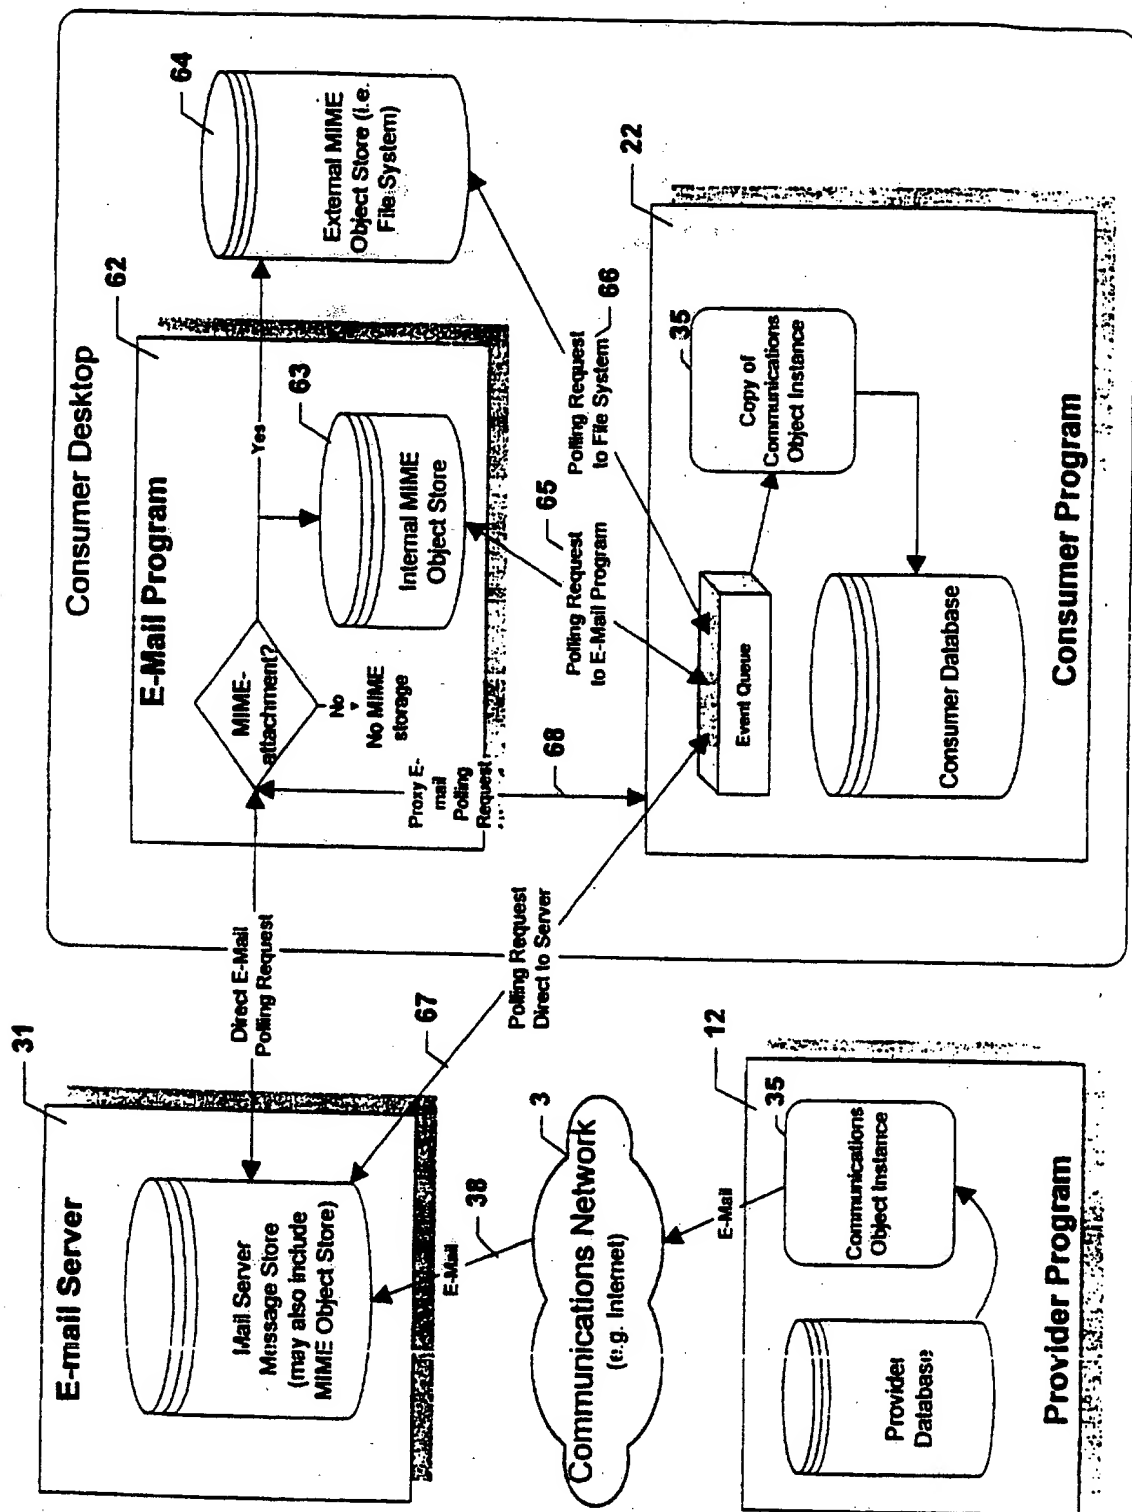 Consumer Desktop
E-mail Server
31
Mail Server
Message Store
(may also include
MIME Object Store)
Direct E-Mail
Polling Request
67
38
E-Mail
3
Communications Network
(e.g. Internet)
E-Mail
Polling Request
Direct to Server
12
35
Communications
Object Instance
Provider
Database
Provider Program
E-Mail Program
62
MIME-
attachment?
Yes
No
No MIME
storage
63
Internal MIME
Object Store
64
External MIME
Object Store (i.e.
File System)
Proxy E-
mail
Polling
Request
68
65
Polling Request
to E-Mail Program
66
Polling Request
to File System
22
35
Copy of
Communications
Object Instance
Event Queue
Consumer Database
Consumer Program